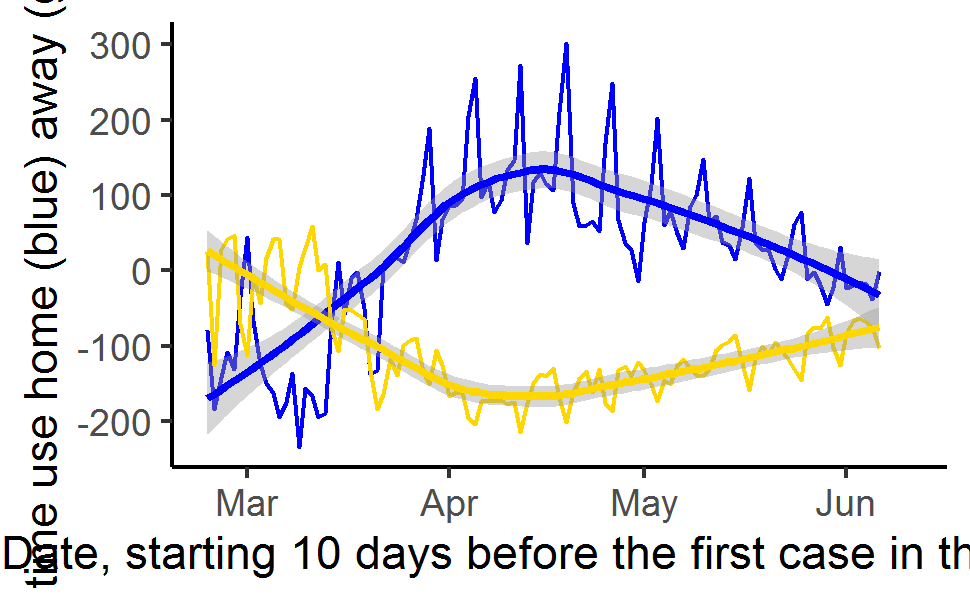 time use home (blue) away (
300
200
100
0
-100
-200
Mar Apr May Jun
Date, starting 10 days before the first case in th